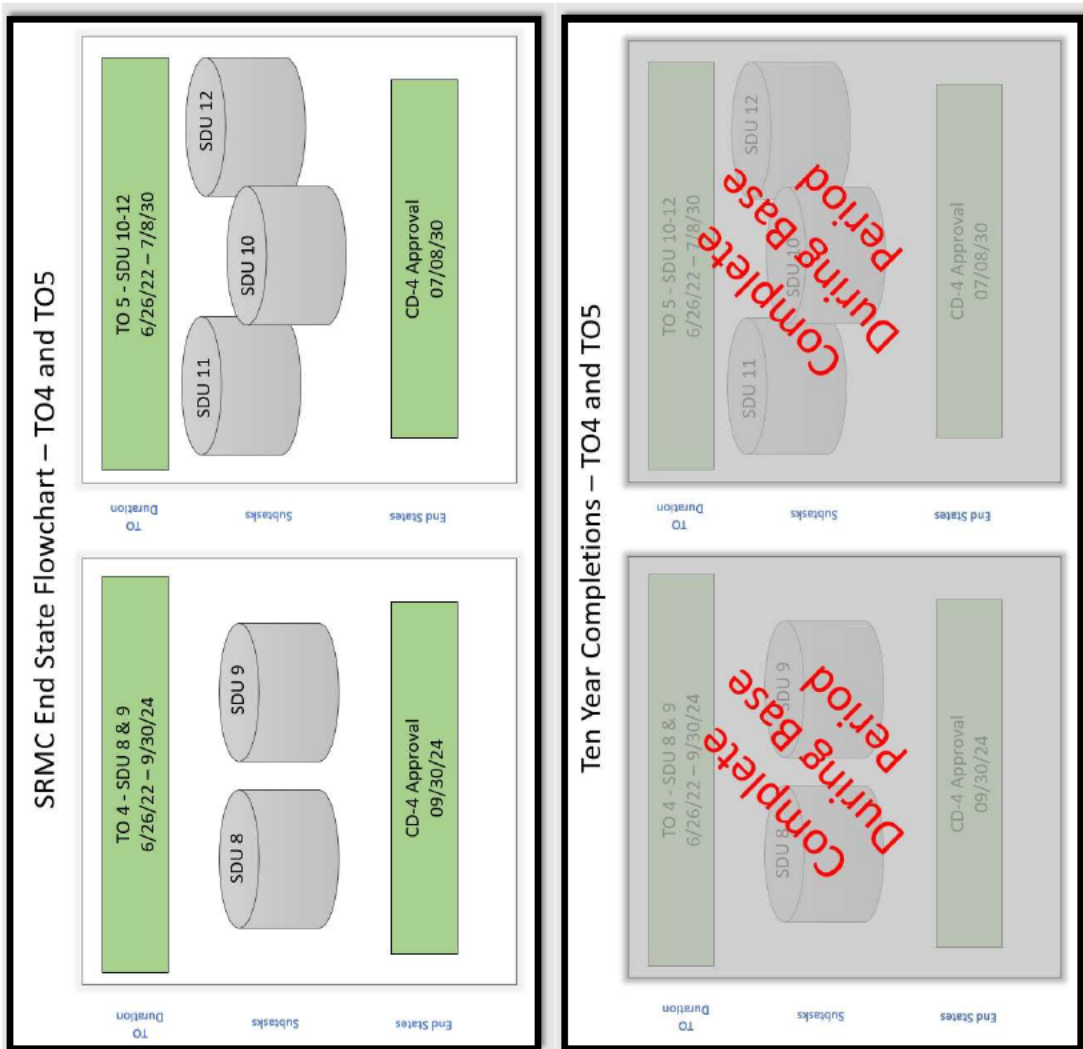 SRMC End State Flowchart – TO4 and TO5
TO
Duration
TO 4 - SDU 8 & 9
6/26/22 – 9/30/24
Subtasks
SDU 8
SDU 9
End States
CD-4 Approval
09/30/24
TO
Duration
TO 5 - SDU 10-12
6/26/22 – 7/8/30
Subtasks
SDU 11
SDU 10
SDU 12
End States
CD-4 Approval
07/08/30
Ten Year Completions – TO4 and TO5
TO
Duration
TO 4 - SDU 8 & 9
6/26/22 – 9/30/24
Subtasks
SDU 8
SDU 9
Complete
During Base
Period
End States
CD-4 Approval
09/30/24
TO
Duration
TO 5 - SDU 10-12
6/26/22 – 7/8/30
Subtasks
SDU 11
SDU 10
SDU 12
Complete
During Base
Period
End States
CD-4 Approval
07/08/30